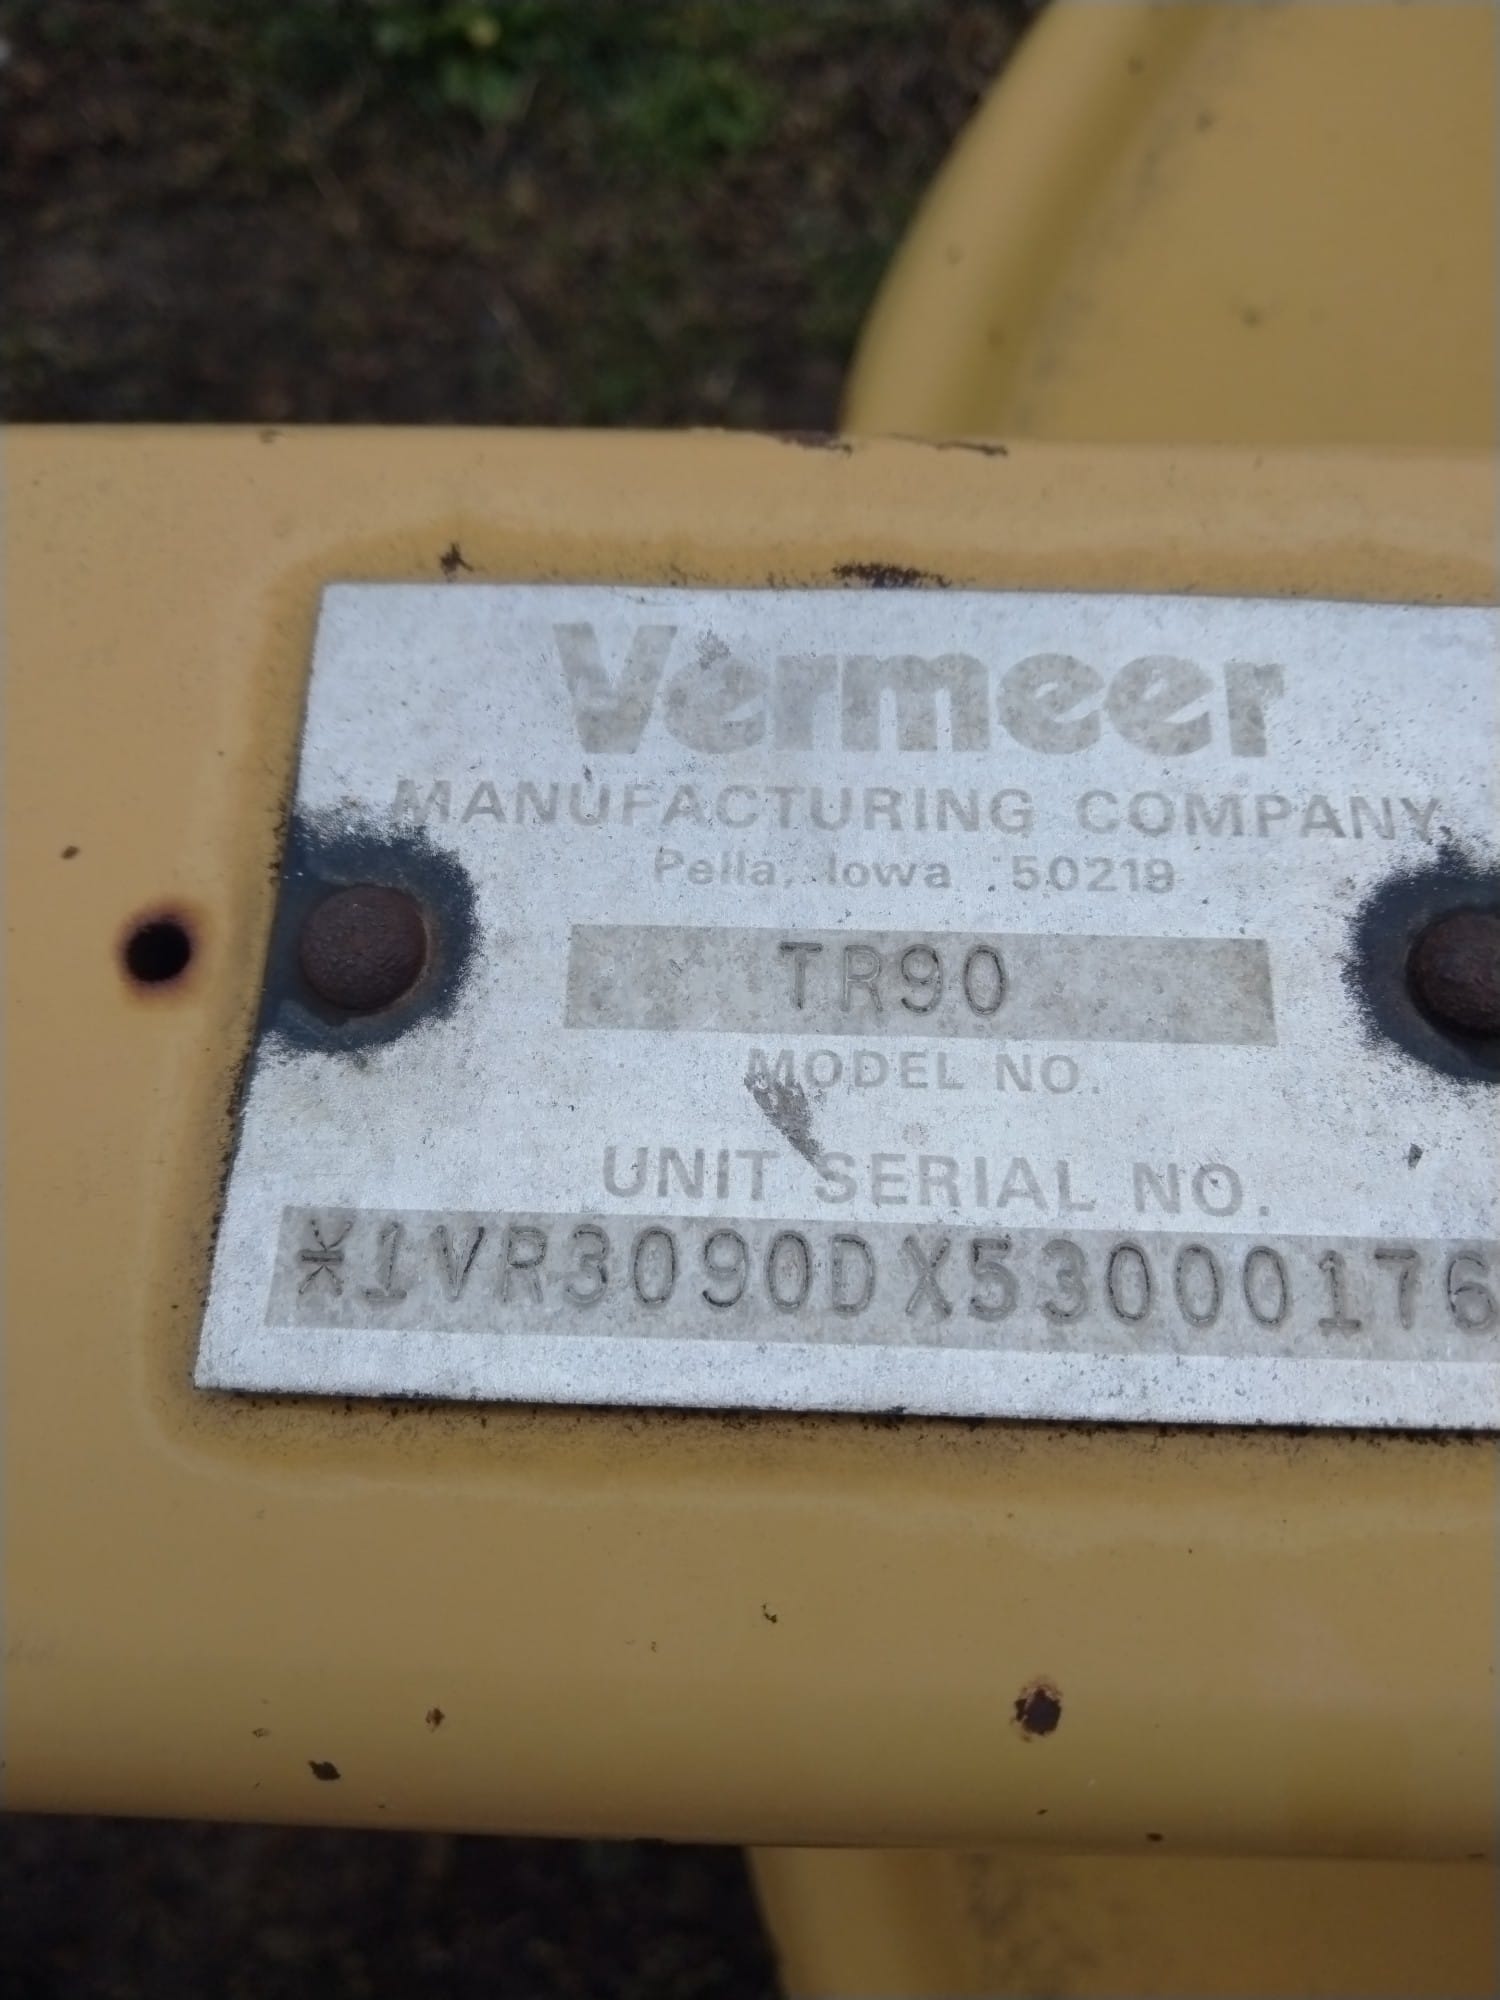 Vermeer
MANUFACTURING COMPANY
Pella, Iowa 50219
TR90
MODEL NO.
UNIT SERIAL NO.
*1VR3090DX53000176